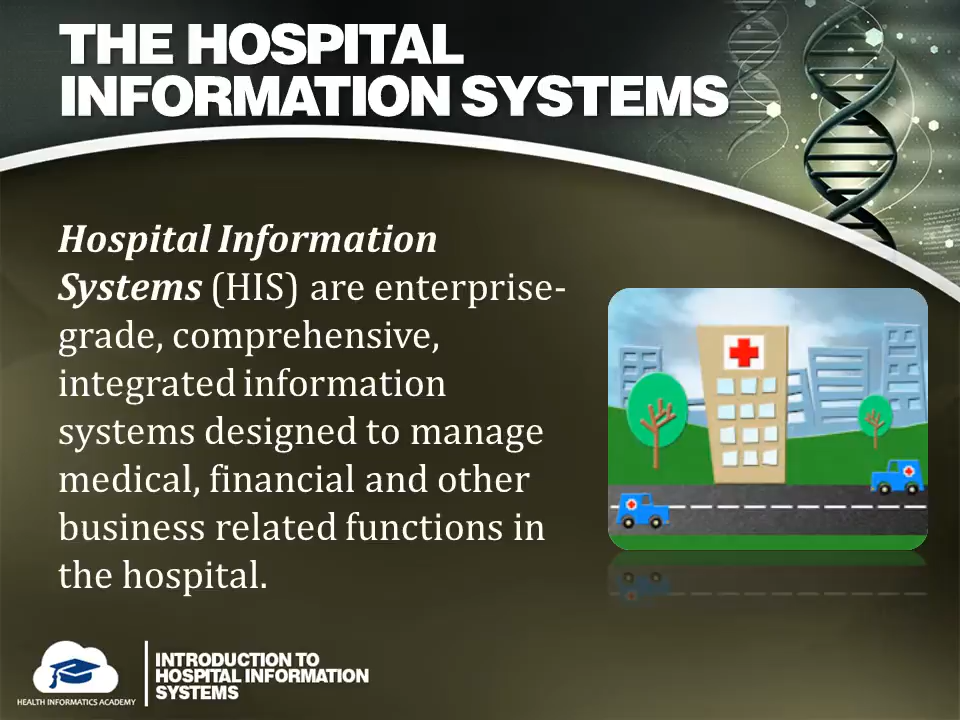 THE HOSPITAL
INFORMATION SYSTEMS
Hospital Information
Systems (HIS) are enterprise-
grade, comprehensive,
integrated information
systems designed to manage
medical, financial and other
business related functions in
the hospital.
HEALTH INFORMATICS ACADEMY
INTRODUCTION TO
HOSPITAL INFORMATION
SYSTEMS